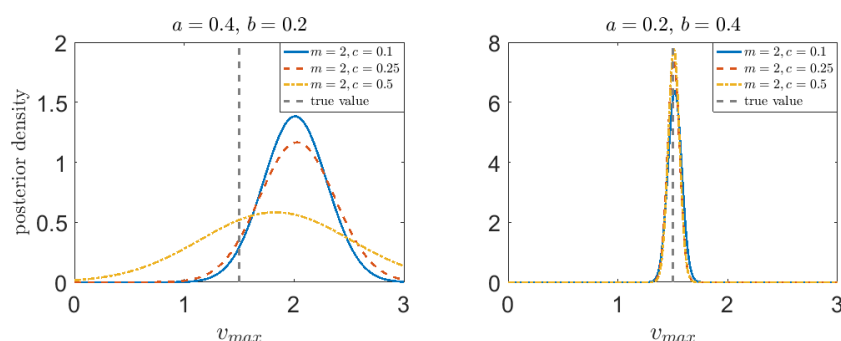 a = 0.4, b = 0.2
2
1.5
1
0.5
0
posterior density
m = 2, c = 0.1
m = 2, c = 0.25
m = 2, c = 0.5
true value
0 1 2 3
v_max
a = 0.2, b = 0.4
8
6
4
2
0
m = 2, c = 0.1
m = 2, c = 0.25
m = 2, c = 0.5
true value
0 1 2 3
v_max